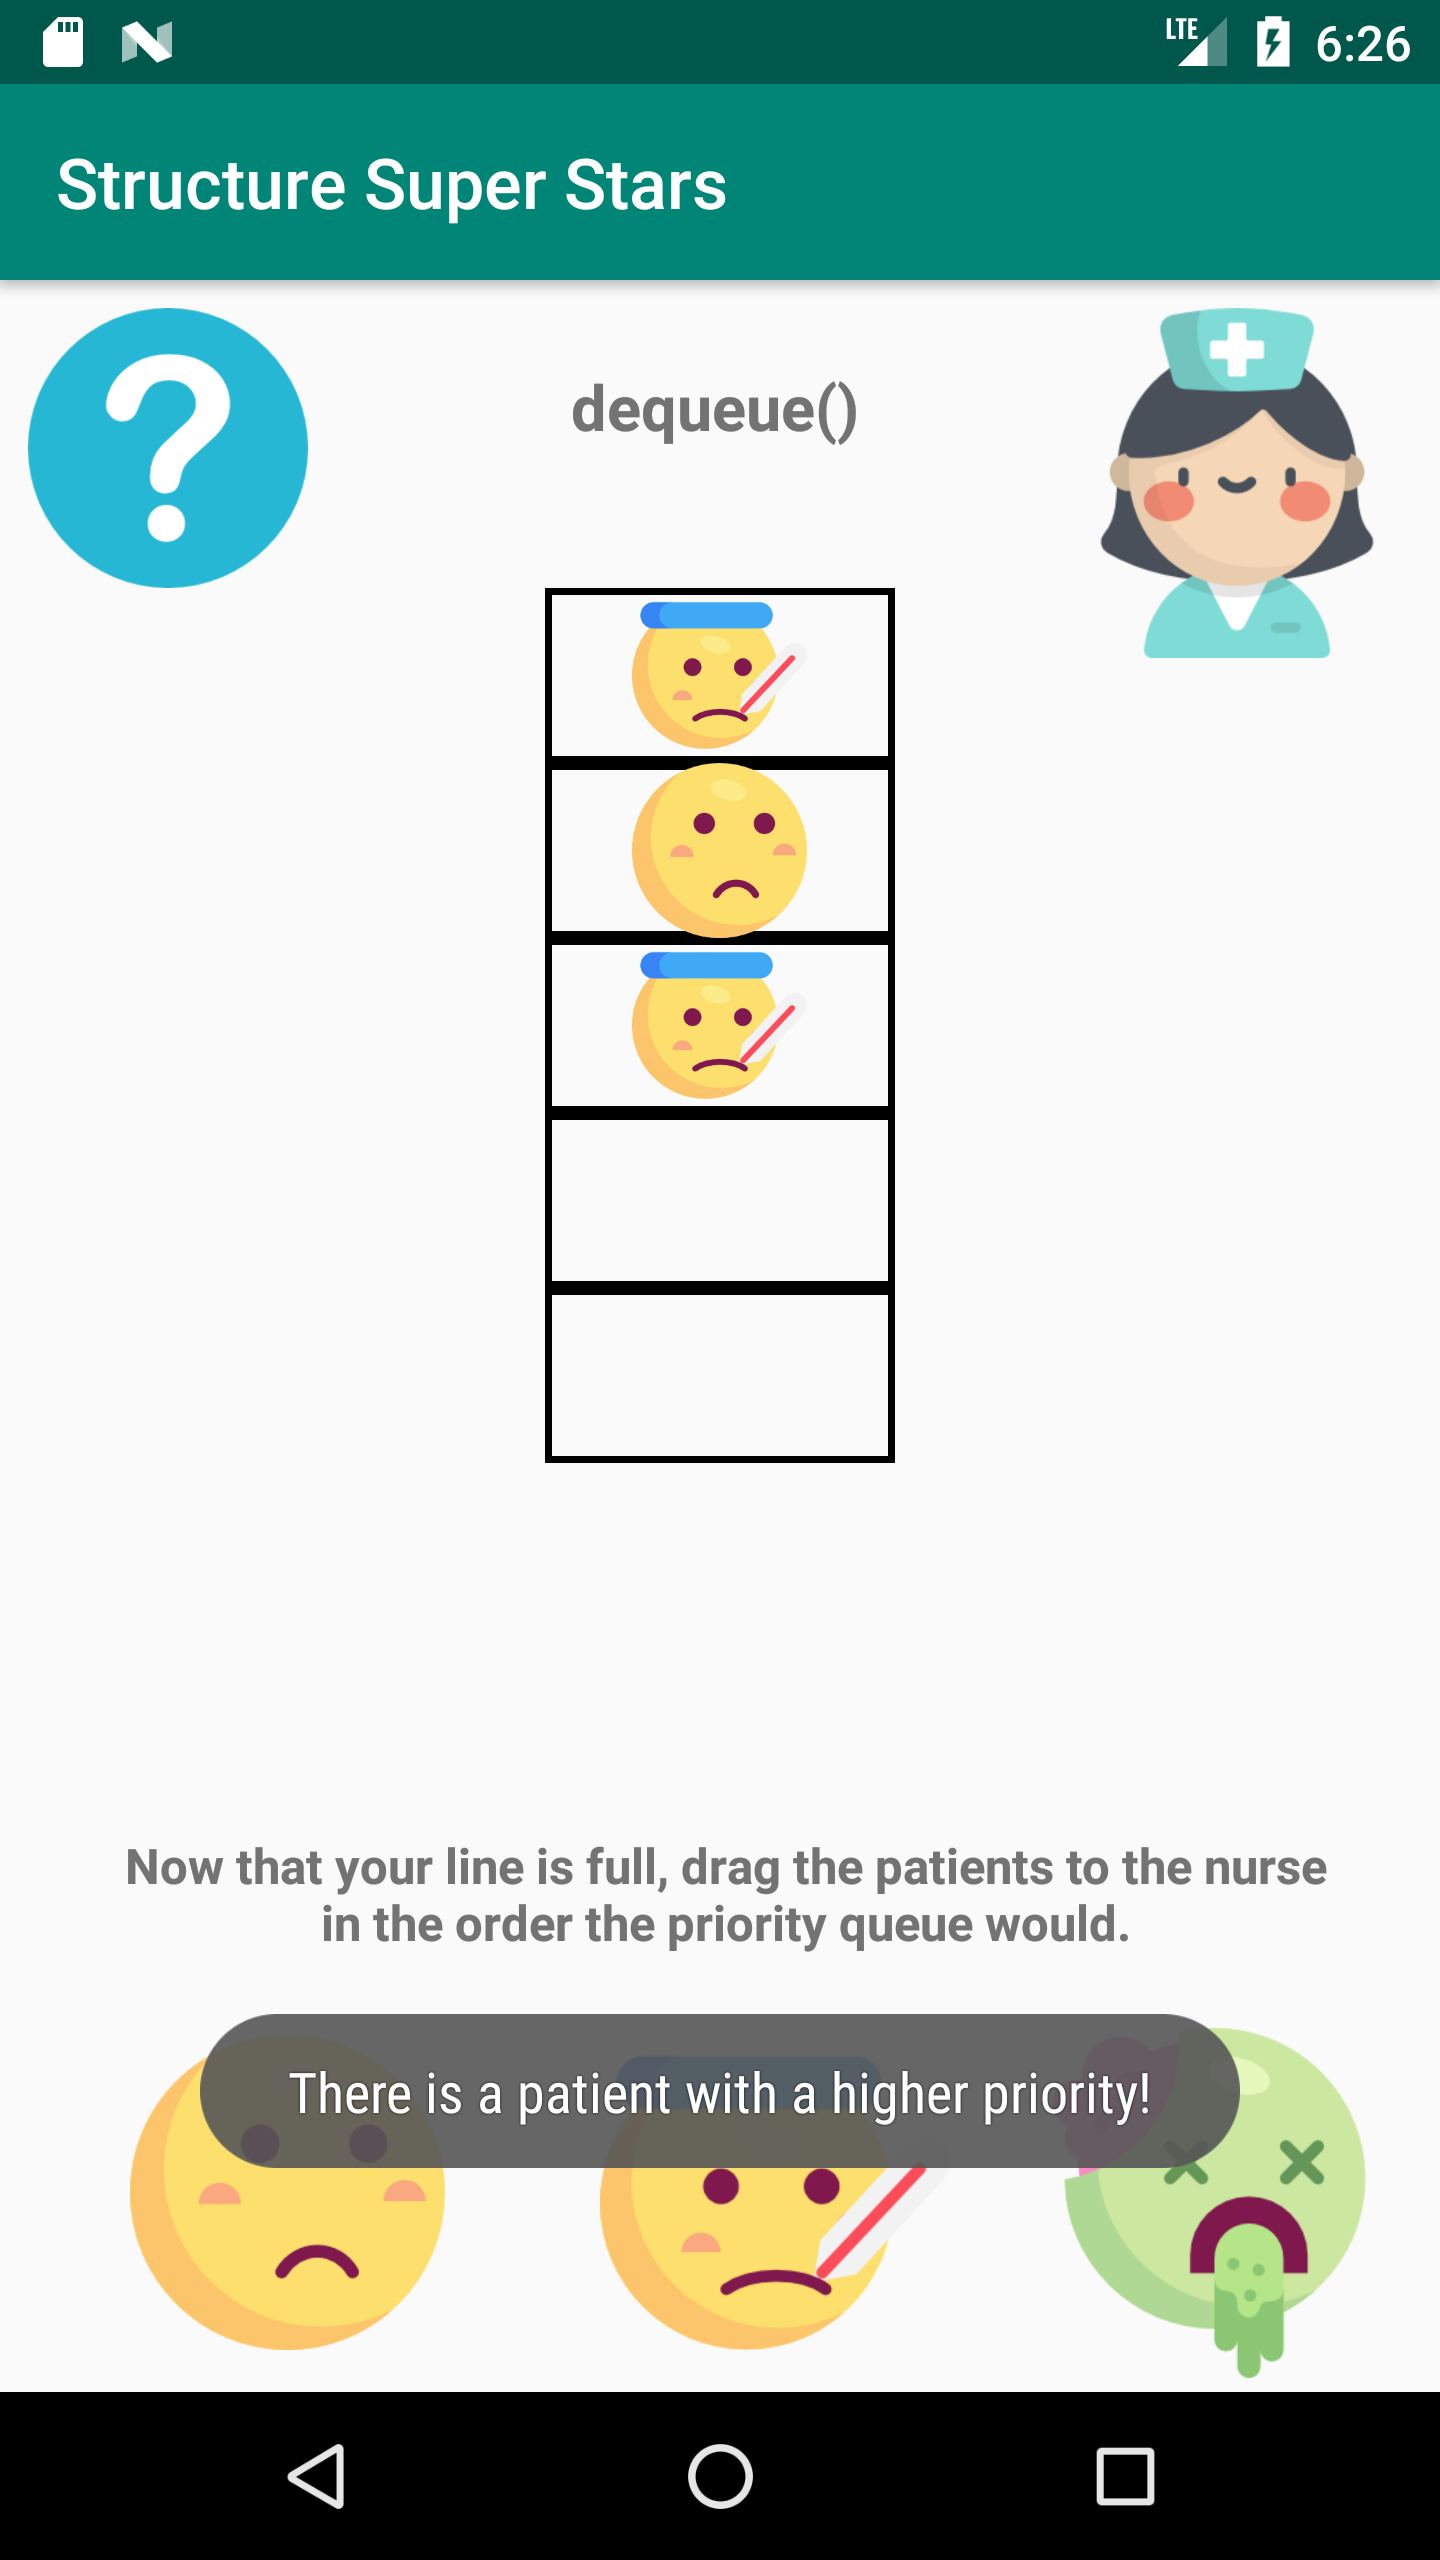 LTE 6:26
Structure Super Stars
dequeue()
Now that your line is full, drag the patients to the nurse
in the order the priority queue would.
There is a patient with a higher priority!